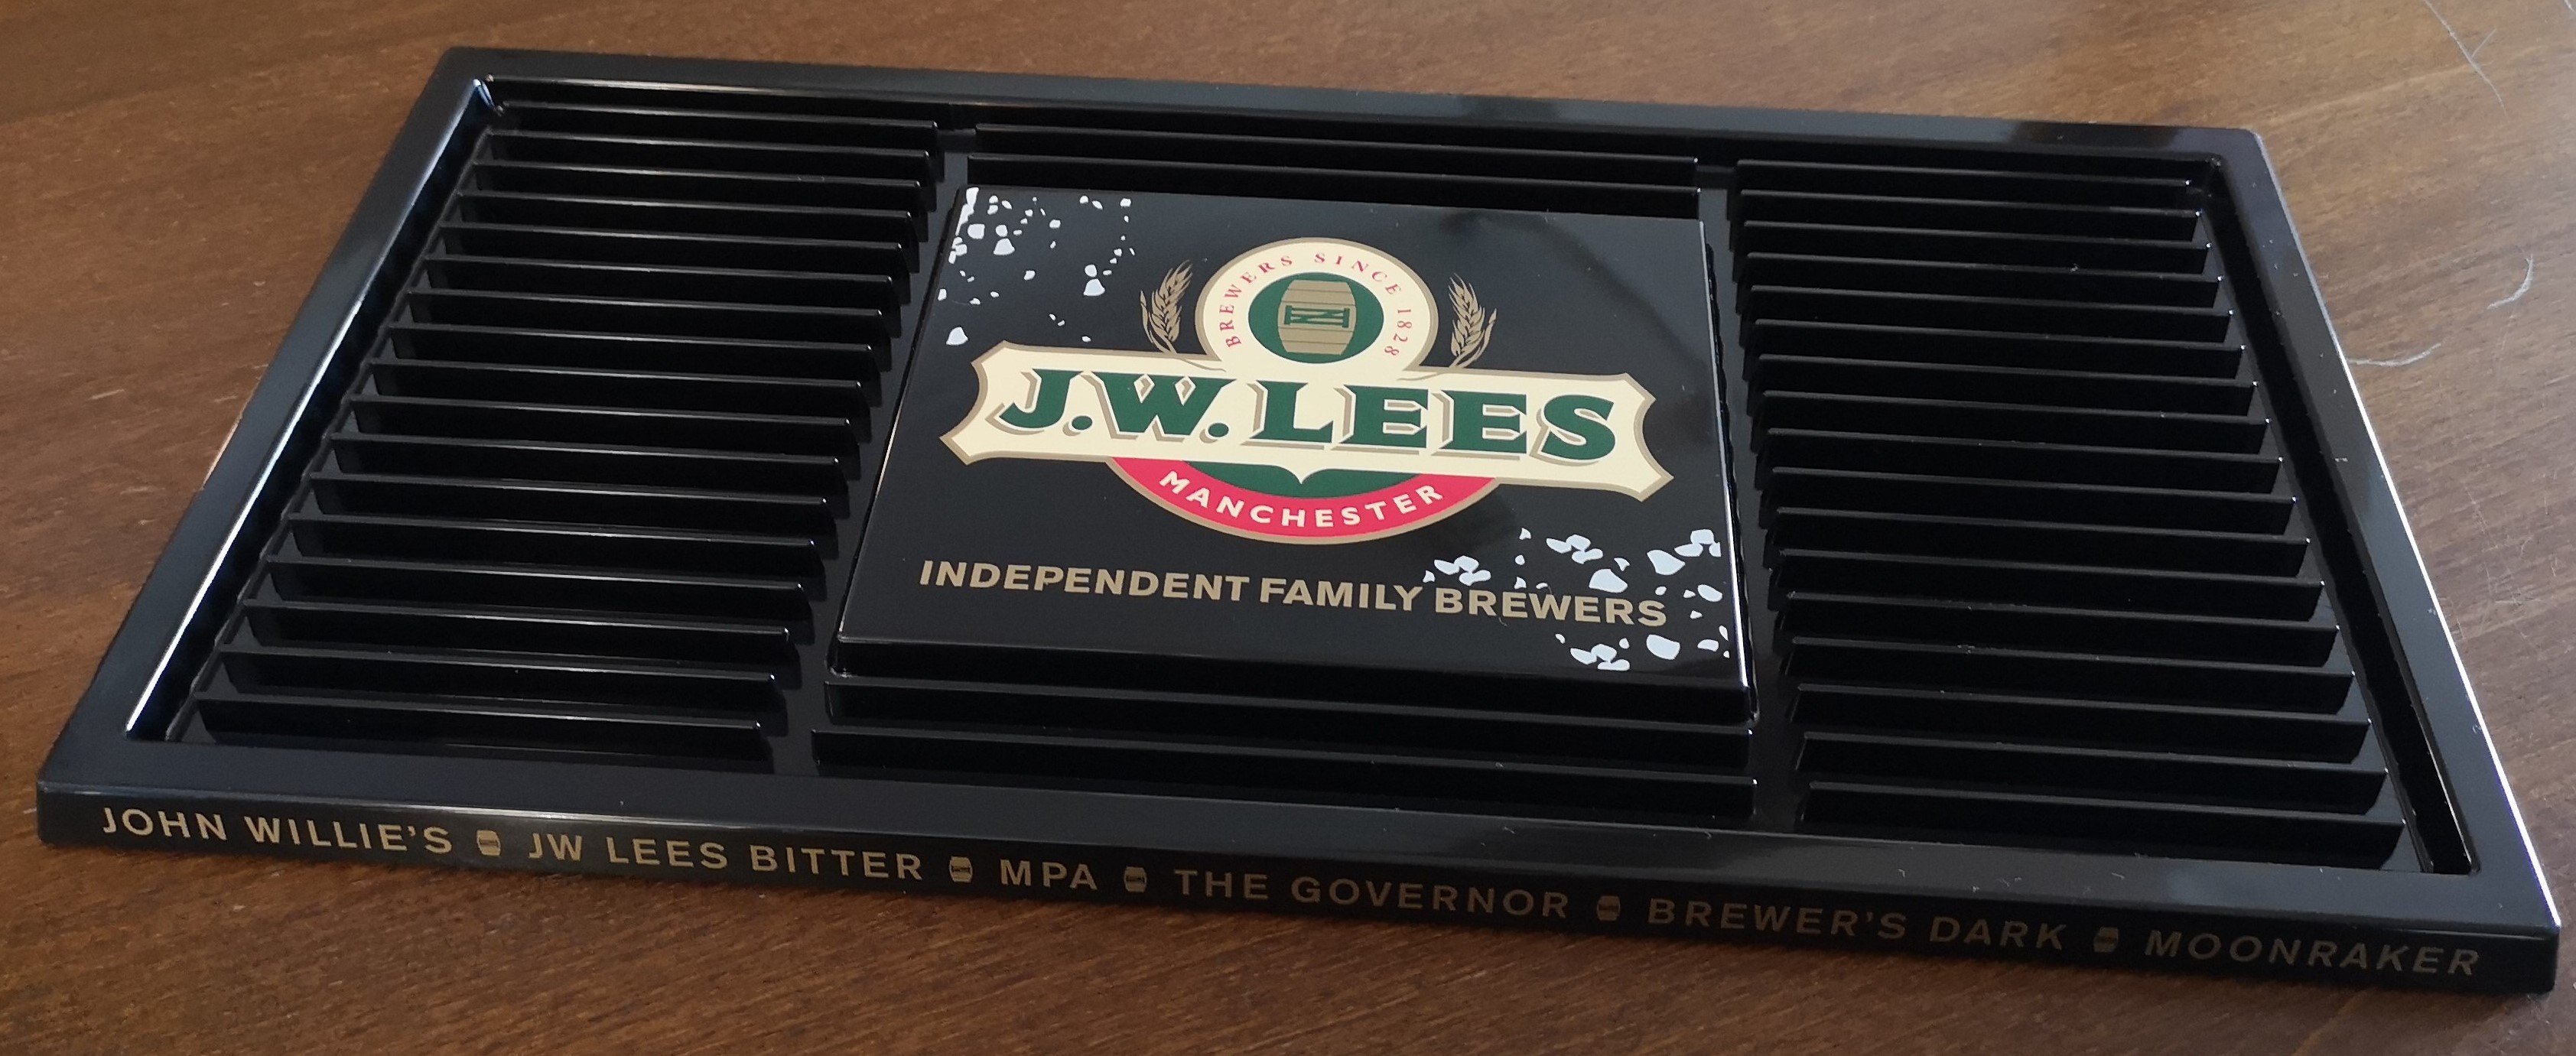 BREWERS SINCE 1828
J.W. LEES
MANCHESTER
INDEPENDENT FAMILY BREWERS
JOHN WILLIE'S JW LEES BITTER MPA THE GOVERNOR BREWER'S DARK MOONRAKER